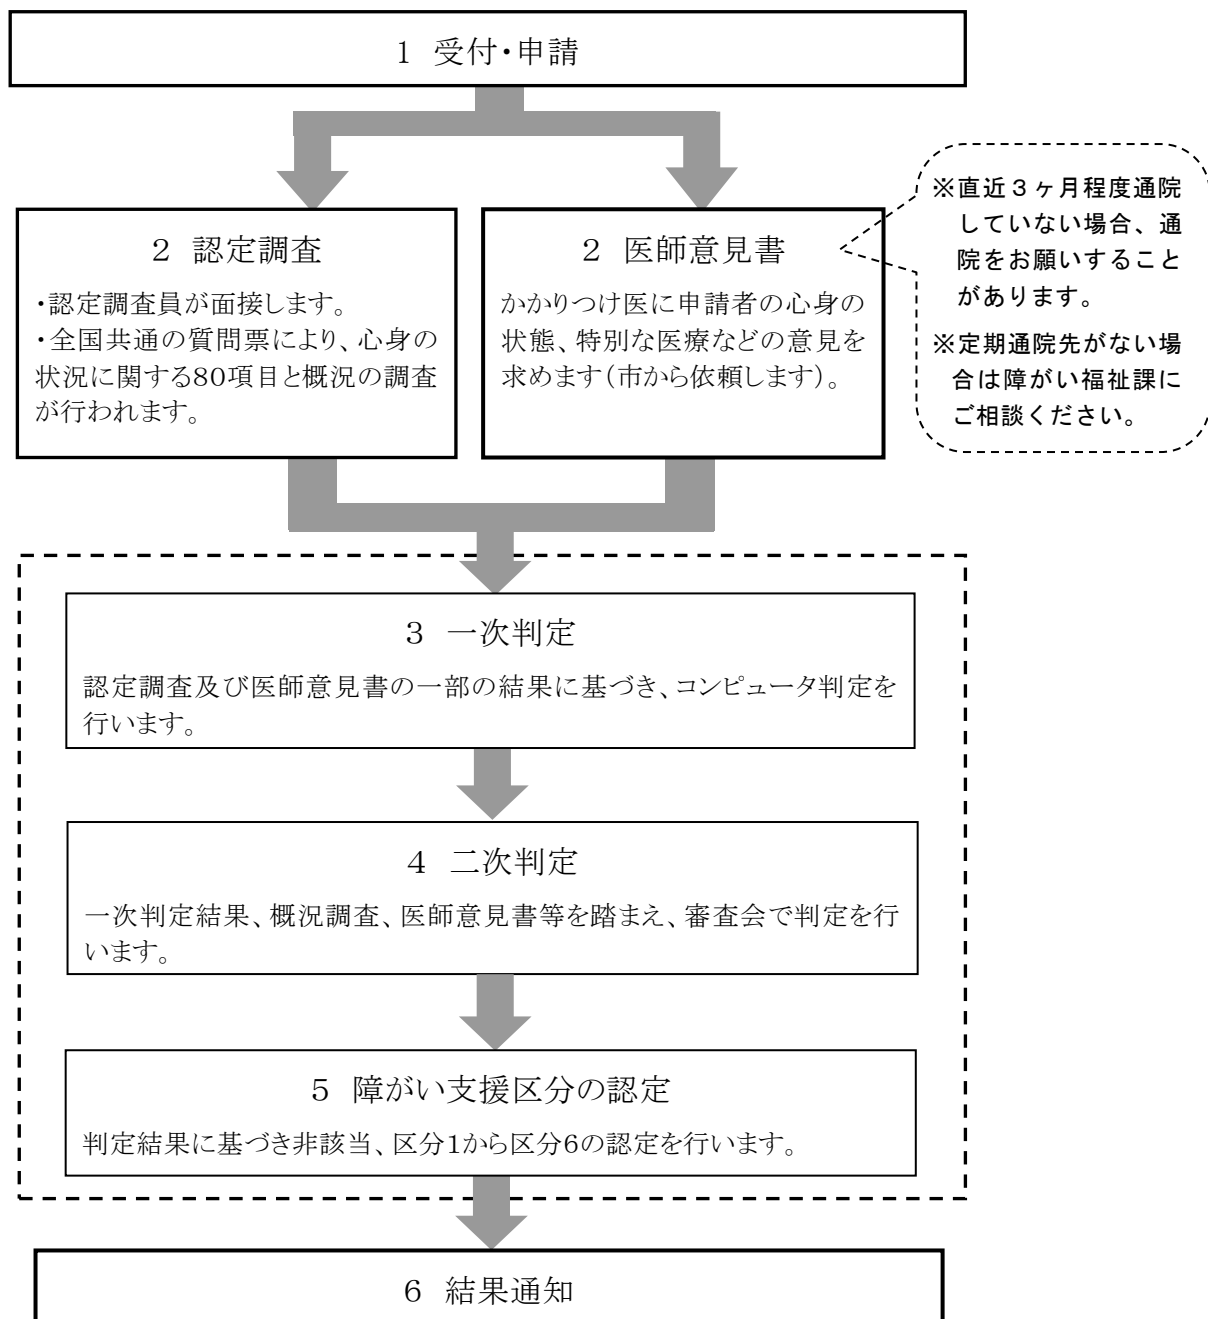 1 受付・申請
2 認定調査
・認定調査員が面接します。
・全国共通の質問票により、心身の
状況に関する80項目と概況の調査
が行われます。
2 医師意見書
かかりつけ医に申請者の心身の
状態、特別な医療などの意見を
求めます(市から依頼します)。
※直近3ヶ月程度通院
していない場合、通
院をお願いすること
があります。
※定期通院先がない場
合は障がい福祉課に
ご相談ください。
3 一次判定
認定調査及び医師意見書の一部の結果に基づき、コンピュータ判定を
行います。
4 二次判定
一次判定結果、概況調査、医師意見書等を踏まえ、審査会で判定を行
います。
5 障がい支援区分の認定
判定結果に基づき非該当、区分1から区分6の認定を行います。
6 結果通知